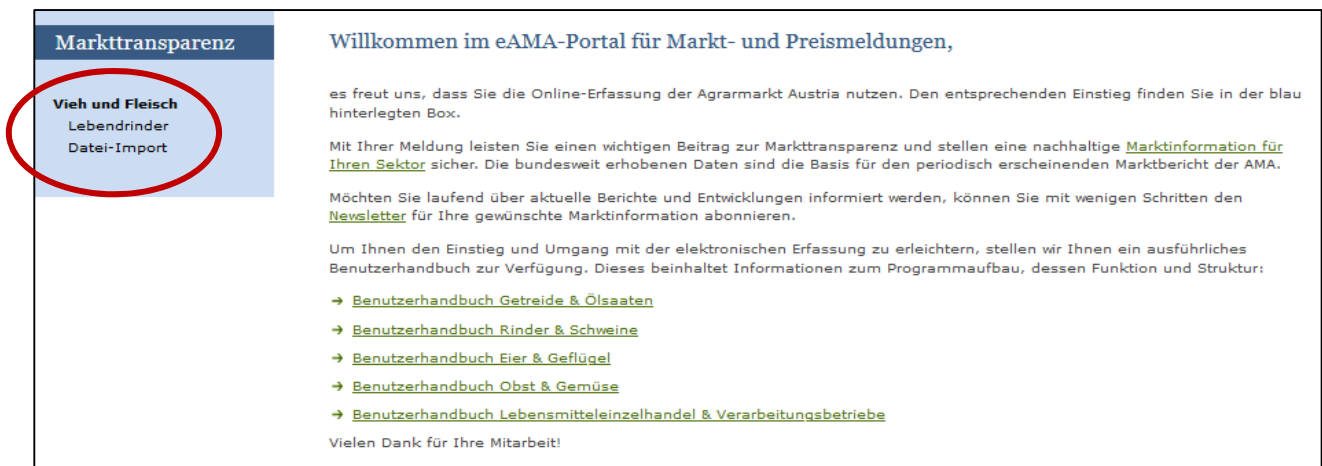 Markttransparenz
Vieh und Fleisch
Lebendrinder
Datei-Import
Willkommen im eAMA-Portal für Markt- und Preismeldungen,
es freut uns, dass Sie die Online-Erfassung der Agrarmarkt Austria nutzen. Den entsprechenden Einstieg finden Sie in der blau
hinterlegten Box.
Mit Ihrer Meldung leisten Sie einen wichtigen Beitrag zur Markttransparenz und stellen eine nachhaltige Marktinformation für
Ihren Sektor sicher. Die bundesweit erhobenen Daten sind die Basis für den periodisch erscheinenden Marktbericht der AMA.
Möchten Sie laufend über aktuelle Berichte und Entwicklungen informiert werden, können Sie mit wenigen Schritten den
Newsletter für Ihre gewünschte Marktinformation abonnieren.
Um Ihnen den Einstieg und Umgang mit der elektronischen Erfassung zu erleichtern, stellen wir Ihnen ein ausführliches
Benutzerhandbuch zur Verfügung. Dieses beinhaltet Informationen zum Programmaufbau, dessen Funktion und Struktur:
→ Benutzerhandbuch Getreide & Ölsaaten
→ Benutzerhandbuch Rinder & Schweine
→ Benutzerhandbuch Eier & Geflügel
→ Benutzerhandbuch Obst & Gemüse
→ Benutzerhandbuch Lebensmitteleinzelhandel & Verarbeitungsbetriebe
Vielen Dank für Ihre Mitarbeit!